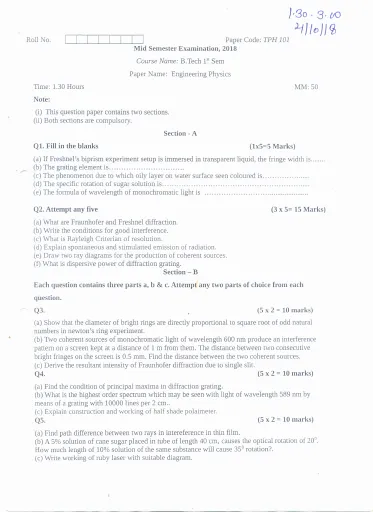 1.30 - 3.00
Roll No.
Paper Code: TPH 101
Mid Semester Examination, 2018
Course Name: B.Tech 1st Sem
Paper Name: Engineering Physics
Time: 1.30 Hours MM: 50
Note:
(i) This question paper contains two sections.
(ii) Both sections are compulsory.
Section - A
Q1. Fill in the blanks (1x5=5 Marks)
(a) If Freshnel's biprism experiment setup is immersed in transparent liquid, the fringe width is......
(b) The grating element is..............................
(c) The phenomenon due to which oily layer on water surface seen coloured is....................
(d) The specific rotation of sugar solution is............................................................
(e) The formula of wavelength of monochromatic light is ..........................................
Q2. Attempt any five (3 x 5= 15 Marks)
(a) What are Fraunhofer and Freshnel diffraction.
(b) Write the conditions for good interference.
(c) What is Rayleigh Criterian of resolution.
(d) Explain spontaneous and stimulated emission of radiation.
(e) Draw two ray diagrams for the production of coherent sources.
(f) What is dispersive power of diffraction grating.
Section – B
Each question contains three parts a, b & c. Attempt any two parts of choice from each
question.
Q3. (5 x 2 = 10 marks)
(a) Show that the diameter of bright rings are directly proportional to square root of odd natural
numbers in newton's ring experiment.
(b) Two coherent sources of monochromatic light of wavelength 600 nm produce an interference
pattern on a screen kept at a distance of 1 m from them. The distance between two consecutive
bright fringes on the screen is 0.5 mm. Find the distance between the two coherent sources.
(c) Derive the resultant intensity of Fraunhofer diffraction due to single slit.
Q4. (5 x 2 = 10 marks)
(a) Find the condition of principal maxima in diffraction grating.
(b) What is the highest order spectrum which may be seen with light of wavelength 589 nm by
means of a grating with 10000 lines per 2 cm..
(c) Explain construction and working of half shade polarimeter.
Q5. (5 x 2 = 10 marks)
(a) Find path difference between two rays in intereference in thin film.
(b) A 5% solution of cane sugar placed in tube of length 40 cm, causes the optical rotation of 20⁰.
How much length of 10% solution of the same substance will cause 35⁰ rotation?.
(c) Write working of ruby laser with suitable diagram.